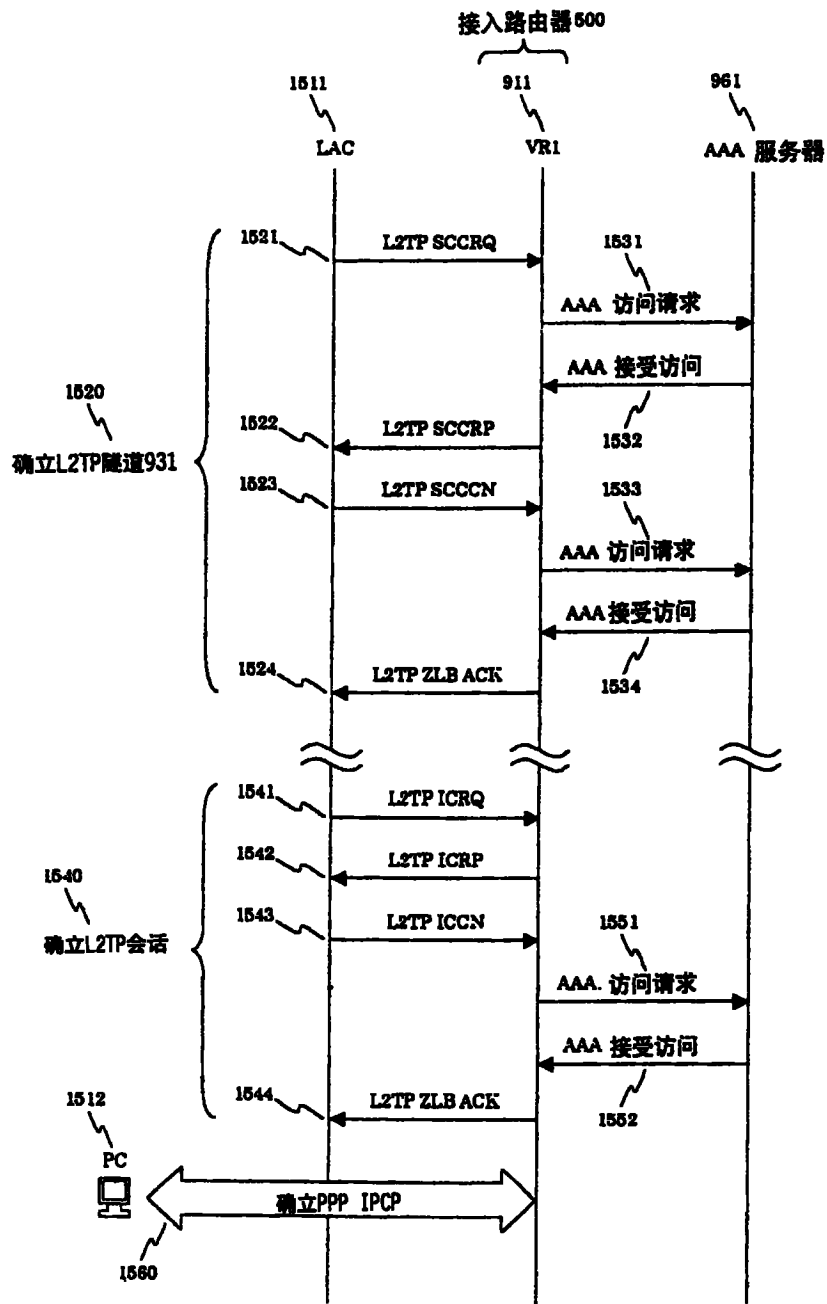 接入路由器500
1511
911
961
LAC
VR1
AAA 服务器
1521
L2TP SCCRQ
1531
AAA 访问请求
AAA 接受访问
1532
1520
确立L2TP隧道931
1522
L2TP SCCRP
1523
L2TP SCCCN
1533
AAA 访问请求
AAA 接受访问
1534
1524
L2TP ZLB ACK
1541
L2TP ICRQ
1542
L2TP ICRP
1540
确立L2TP会话
1543
L2TP ICCN
1551
AAA. 访问请求
AAA 接受访问
1552
1544
L2TP ZLB ACK
1512
PC
确立PPP IPCP
1560